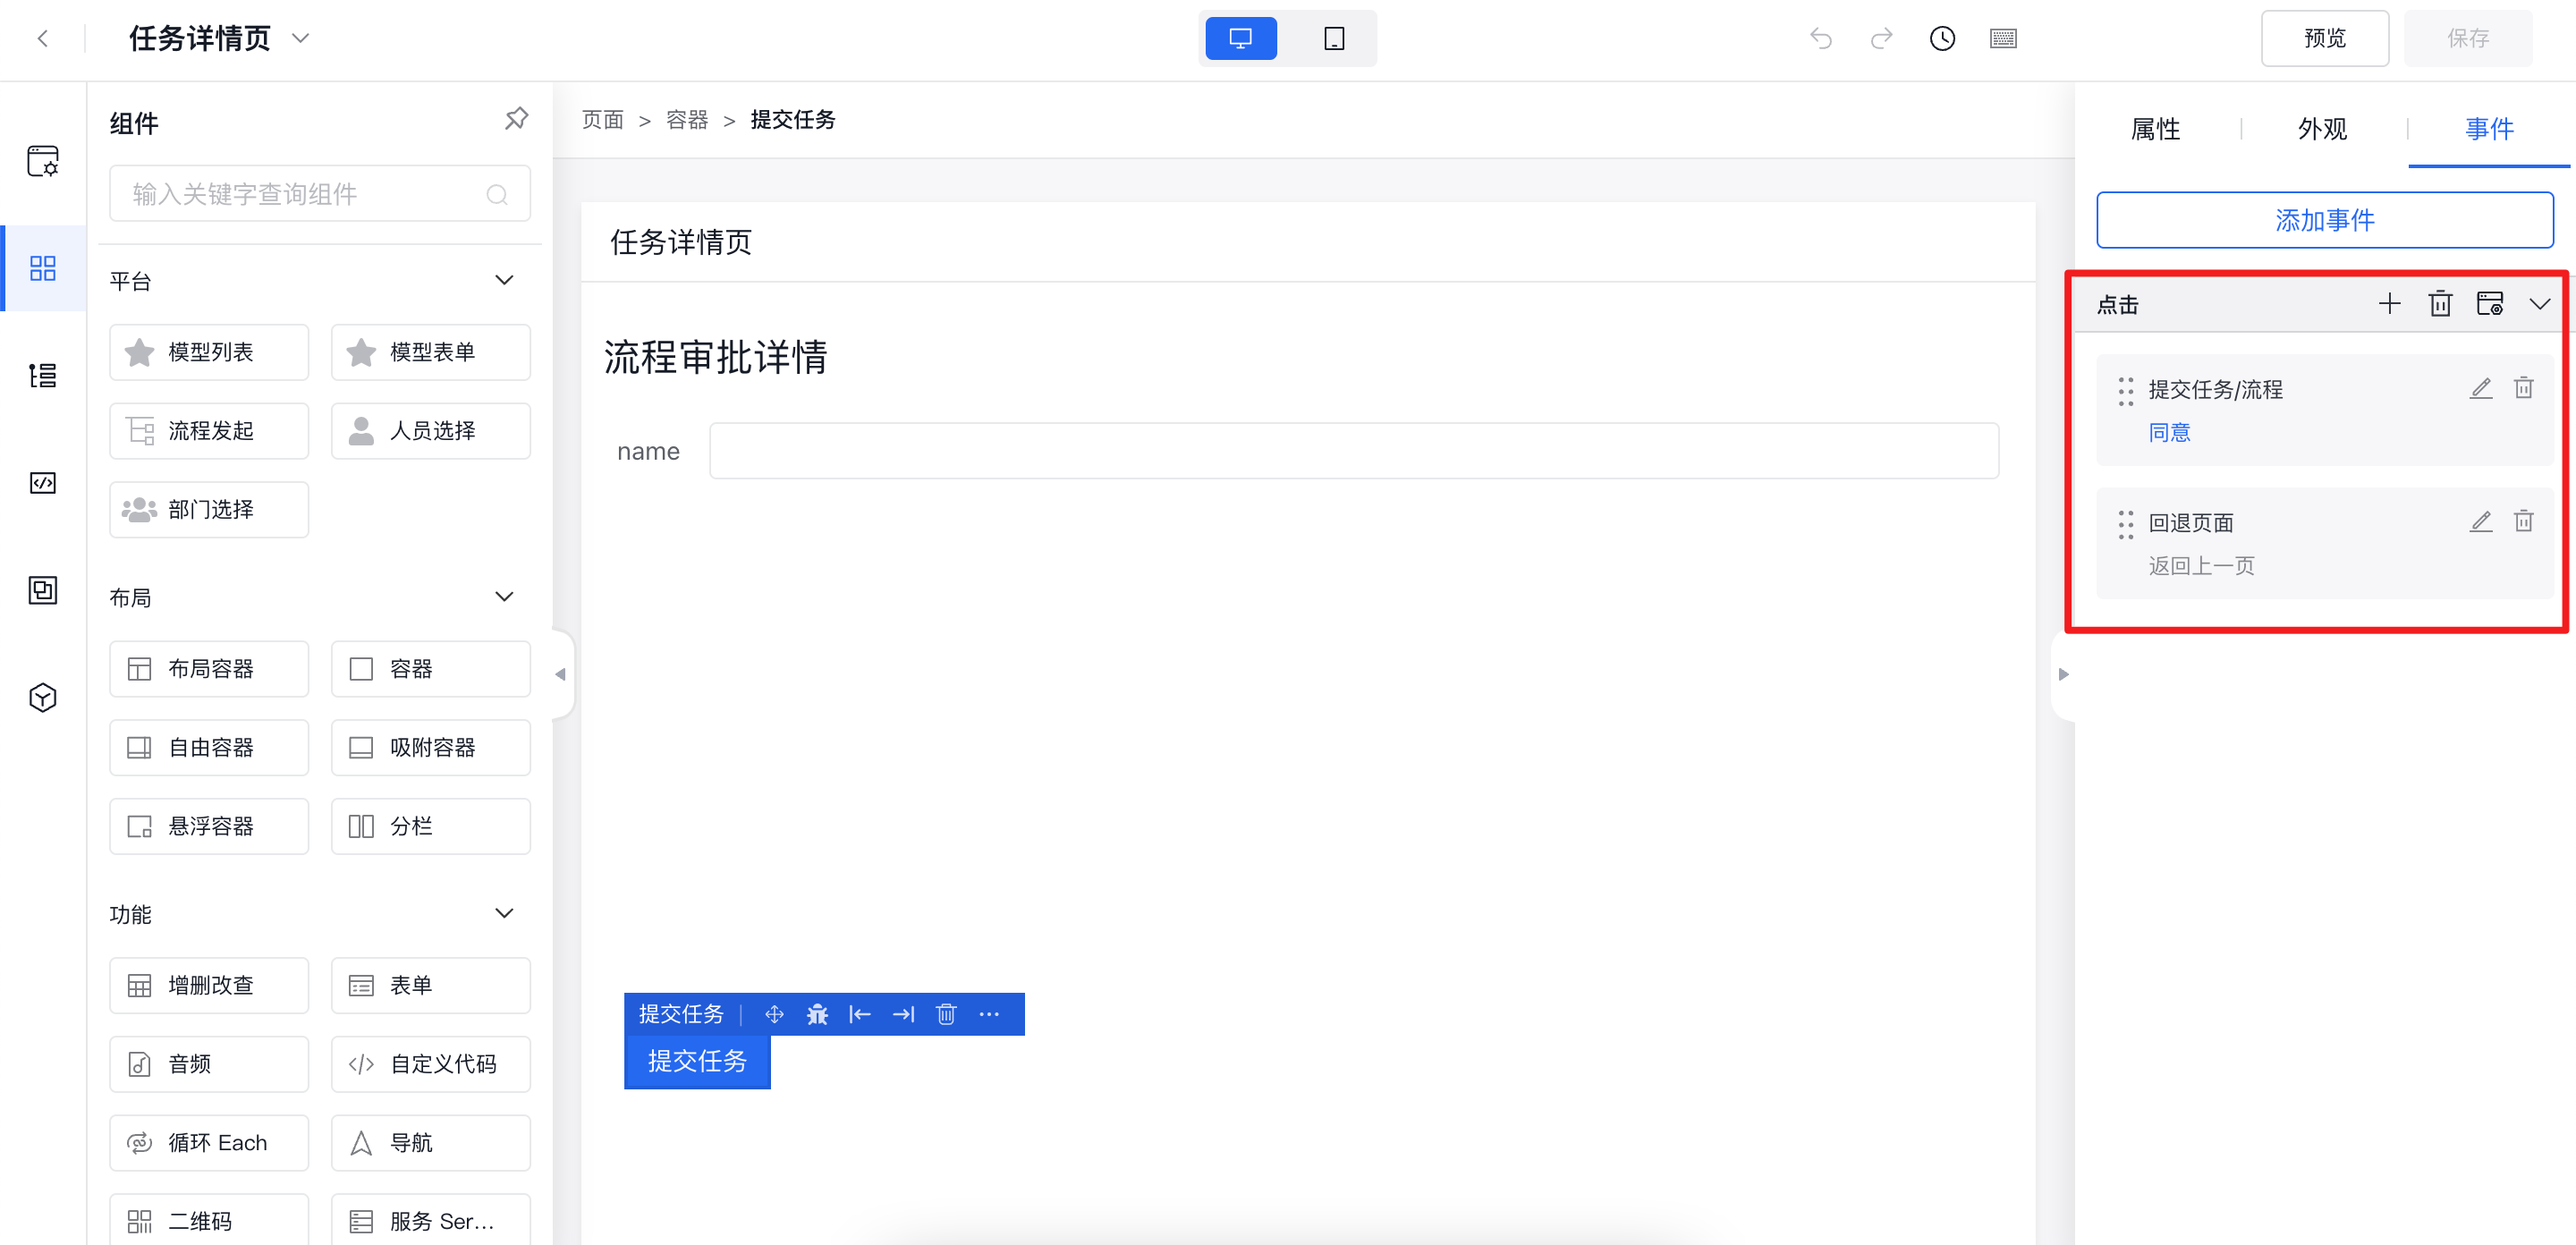 任务详情页
预览
保存
组件
输入关键字查询组件
平台
模型列表
模型表单
流程发起
人员选择
部门选择
布局
布局容器
容器
自由容器
吸附容器
悬浮容器
分栏
功能
增删改查
表单
音频
自定义代码
循环 Each
导航
二维码
服务 Ser...
页面 > 容器 > 提交任务
任务详情页
流程审批详情
name
提交任务
提交任务
属性
外观
事件
添加事件
点击
提交任务/流程
同意
回退页面
返回上一页